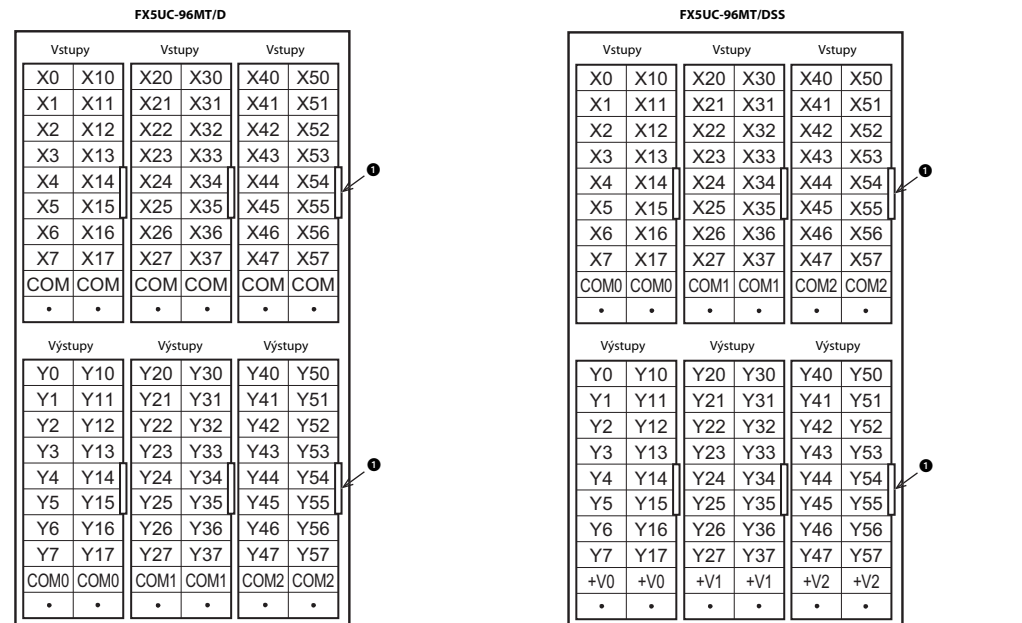 FX5UC-96MT/D
Vstupy Vstupy Vstupy
X0 X10 X20 X30 X40 X50
X1 X11 X21 X31 X41 X51
X2 X12 X22 X32 X42 X52
X3 X13 X23 X33 X43 X53
X4 X14 X24 X34 X44 X54
X5 X15 X25 X35 X45 X55
X6 X16 X26 X36 X46 X56
X7 X17 X27 X37 X47 X57
COM COM COM COM COM COM
• • • • • •
❶
Výstupy Výstupy Výstupy
Y0 Y10 Y20 Y30 Y40 Y50
Y1 Y11 Y21 Y31 Y41 Y51
Y2 Y12 Y22 Y32 Y42 Y52
Y3 Y13 Y23 Y33 Y43 Y53
Y4 Y14 Y24 Y34 Y44 Y54
Y5 Y15 Y25 Y35 Y45 Y55
Y6 Y16 Y26 Y36 Y46 Y56
Y7 Y17 Y27 Y37 Y47 Y57
COM0 COM0 COM1 COM1 COM2 COM2
• • • • • •
❶
FX5UC-96MT/DSS
Vstupy Vstupy Vstupy
X0 X10 X20 X30 X40 X50
X1 X11 X21 X31 X41 X51
X2 X12 X22 X32 X42 X52
X3 X13 X23 X33 X43 X53
X4 X14 X24 X34 X44 X54
X5 X15 X25 X35 X45 X55
X6 X16 X26 X36 X46 X56
X7 X17 X27 X37 X47 X57
COM0 COM0 COM1 COM1 COM2 COM2
• • • • • •
❶
Výstupy Výstupy Výstupy
Y0 Y10 Y20 Y30 Y40 Y50
Y1 Y11 Y21 Y31 Y41 Y51
Y2 Y12 Y22 Y32 Y42 Y52
Y3 Y13 Y23 Y33 Y43 Y53
Y4 Y14 Y24 Y34 Y44 Y54
Y5 Y15 Y25 Y35 Y45 Y55
Y6 Y16 Y26 Y36 Y46 Y56
Y7 Y17 Y27 Y37 Y47 Y57
+V0 +V0 +V1 +V1 +V2 +V2
• • • • • •
❶